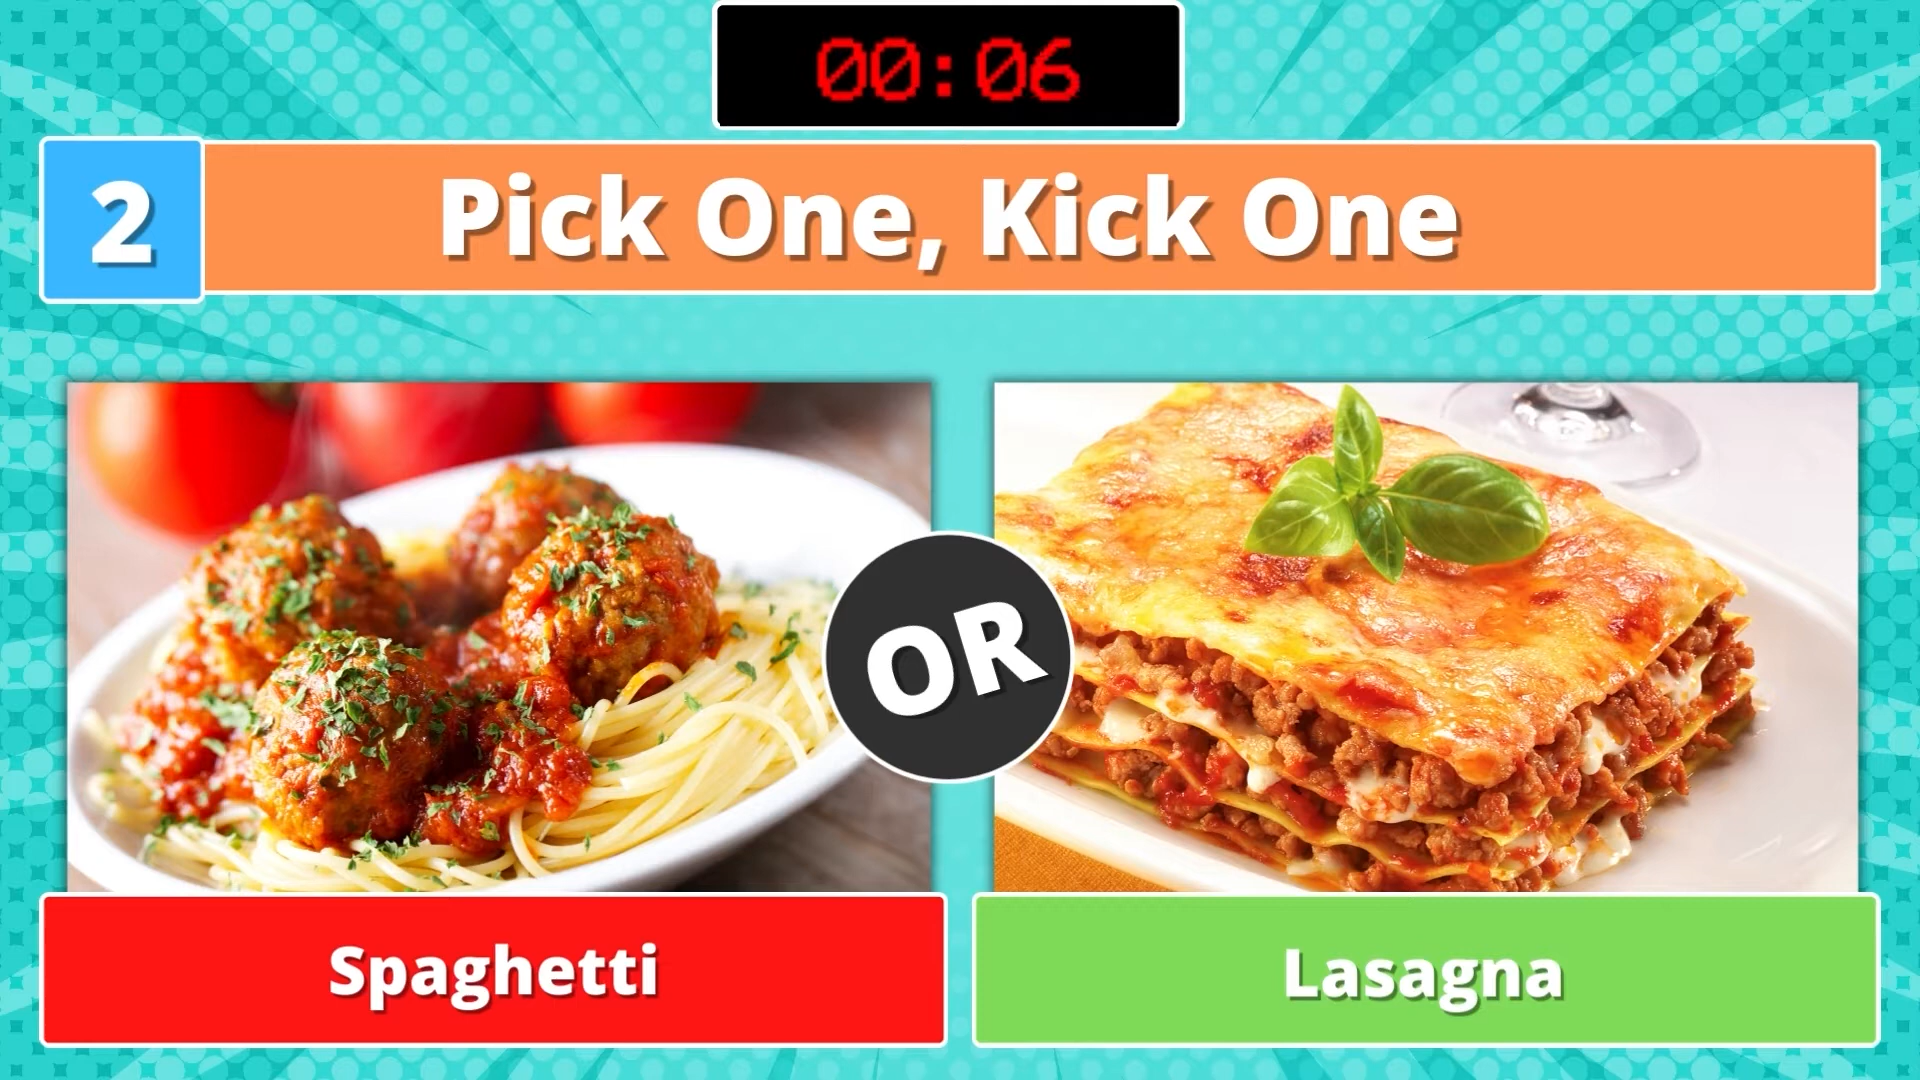 00:06
2
Pick One, Kick One
OR
Spaghetti
Lasagna